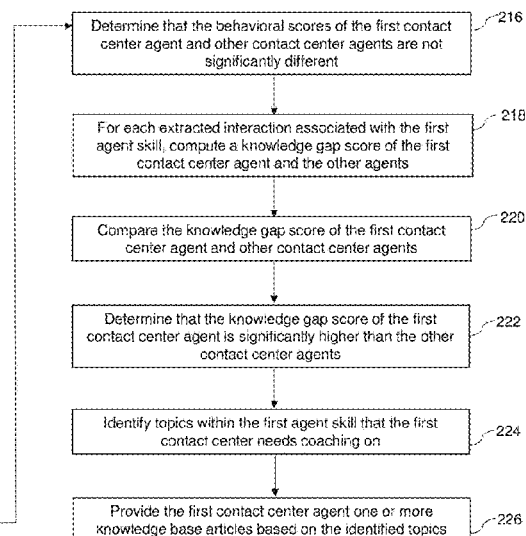 Determine that the behavioral scores of the first contact
center agent and other contact center agents are not
significantly different
216
For each extracted interaction associated with the first
agent skill, compute a knowledge gap score of the first
contact center agent and the other agents
218
Compare the knowledge gap score of the first contact
center agent and other contact center agents
220
Determine that the knowledge gap score of the first
contact center agent is significantly higher than the other
contact center agents
222
Identify topics within the first agent skill that the first
contact center needs coaching on
224
Provide the first contact center agent one or more
knowledge base articles based on the identified topics
226